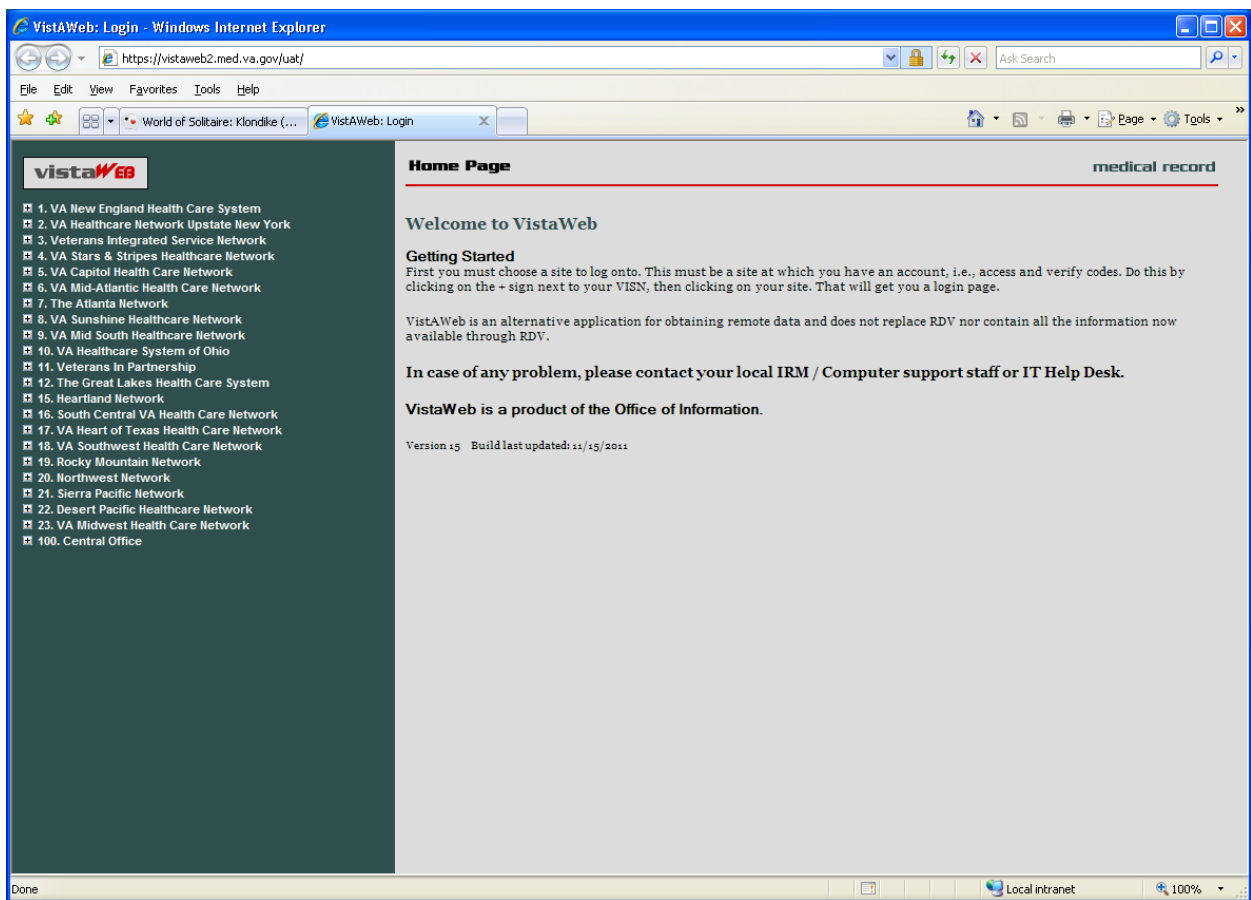 VistAWeb: Login - Windows Internet Explorer
https://vistaweb2.med.va.gov/uat/
Ask Search
File Edit View Favorites Tools Help
World of Solitaire: Klondike (...
VistAWeb: Login
Page
Tools
vistaWEB
Home Page
medical record
1. VA New England Health Care System
2. VA Healthcare Network Upstate New York
3. Veterans Integrated Service Network
4. VA Stars & Stripes Healthcare Network
5. VA Capitol Health Care Network
6. VA Mid-Atlantic Health Care Network
7. The Atlanta Network
8. VA Sunshine Healthcare Network
9. VA Mid South Healthcare Network
10. VA Healthcare System of Ohio
11. Veterans In Partnership
12. The Great Lakes Health Care System
15. Heartland Network
16. South Central VA Health Care Network
17. VA Heart of Texas Health Care Network
18. VA Southwest Health Care Network
19. Rocky Mountain Network
20. Northwest Network
21. Sierra Pacific Network
22. Desert Pacific Healthcare Network
23. VA Midwest Health Care Network
100. Central Office
Welcome to VistaWeb
Getting Started
First you must choose a site to log onto. This must be a site at which you have an account, i.e., access and verify codes. Do this by
clicking on the + sign next to your VISN, then clicking on your site. That will get you a login page.
VistAWeb is an alternative application for obtaining remote data and does not replace RDV nor contain all the information now
available through RDV.
In case of any problem, please contact your local IRM / Computer support staff or IT Help Desk.
VistaWeb is a product of the Office of Information.
Version 15 Build last updated: 11/15/2011
Done
Local intranet
100%